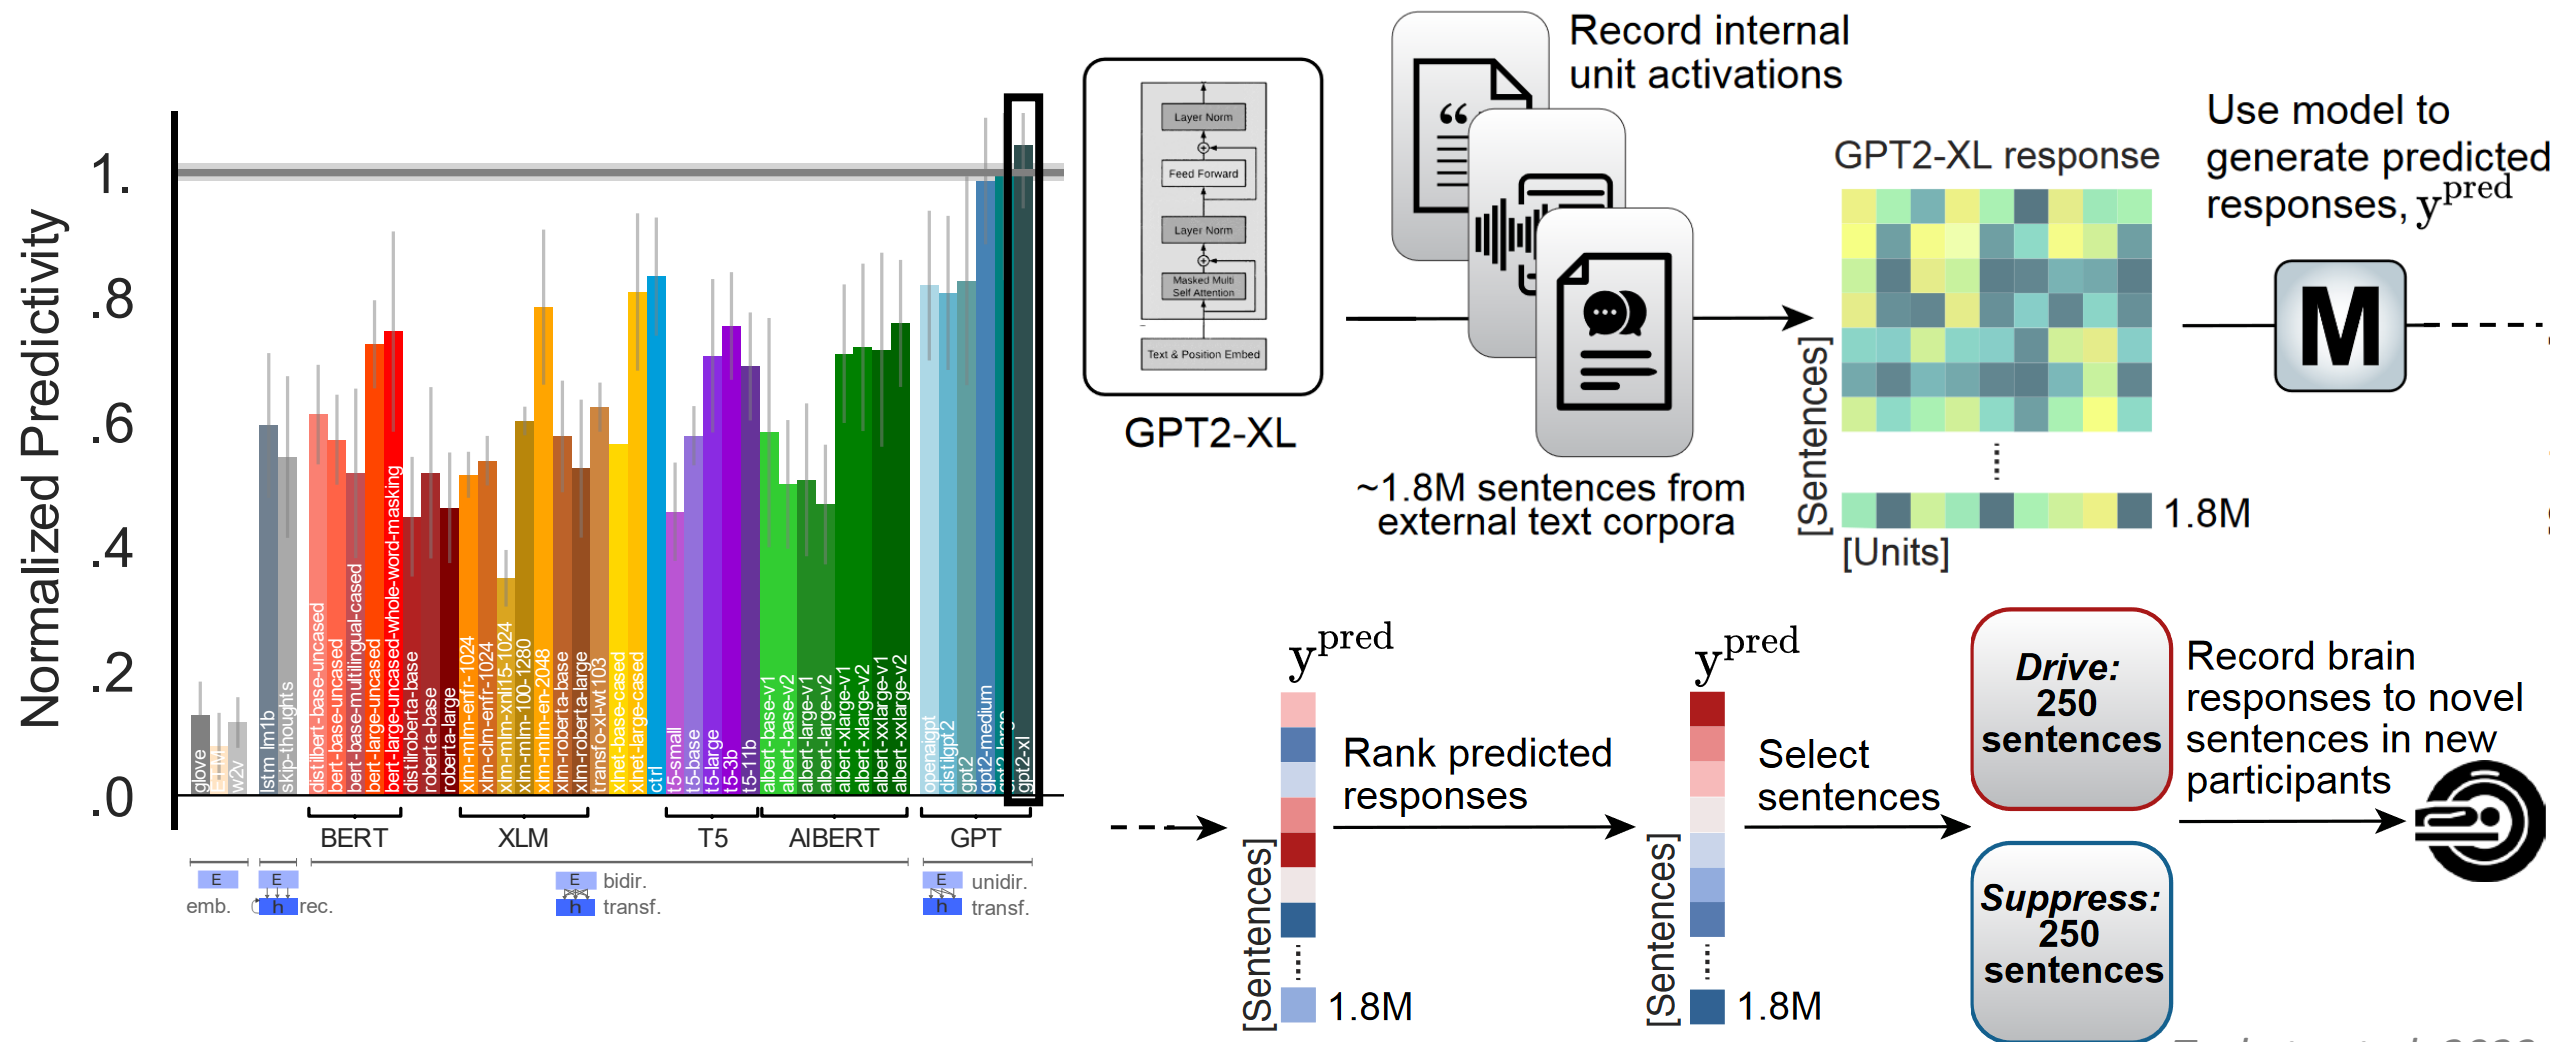 Normalized Predictivity
1.
.8
.6
.4
.2
.0
glove
ELMo
w2v
lstm lm1b
skip-thoughts
distilbert-base-uncased
bert-base-uncased
bert-base-multilingual-cased
bert-large-uncased
bert-large-uncased-whole-word-masking
distilroberta-base
roberta-base
roberta-large
xlm-mlm-enfr-1024
xlm-clm-enfr-1024
xlm-mlm-xnli15-1024
xlm-mlm-100-1280
xlm-mlm-en-2048
xlm-roberta-base
xlm-roberta-large
transfo-xl-wt103
xlnet-base-cased
xlnet-large-cased
ctrl
t5-small
t5-base
t5-large
t5-3b
t5-11b
albert-base-v1
albert-base-v2
albert-large-v1
albert-large-v2
albert-xlarge-v1
albert-xlarge-v2
albert-xxlarge-v1
albert-xxlarge-v2
openaigpt
distilgpt2
gpt2
gpt2-medium
gpt2-large
gpt2-xl
BERT
XLM
T5
AlBERT
GPT
E
emb.
E
h
rec.
E
h
bidir.
transf.
E
h
unidir.
transf.
Layer Norm
Feed Forward
Layer Norm
Masked Multi
Self Attention
Text & Position Embed
GPT2-XL
Record internal
unit activations
~1.8M sentences from
external text corpora
GPT2-XL response
[Sentences]
1.8M
[Units]
Use model to
generate predicted
responses, y^pred
M
y^pred
[Sentences]
1.8M
Rank predicted
responses
y^pred
[Sentences]
1.8M
Select
sentences
Drive:
250
sentences
Suppress:
250
sentences
Record brain
responses to novel
sentences in new
participants